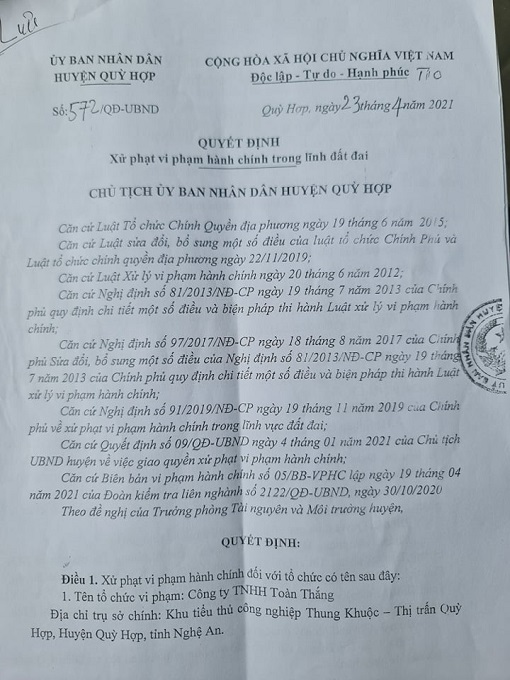 Lưu
ỦY BAN NHÂN DÂN
HUYỆN QUỲ HỢP
CỘNG HÒA XÃ HỘI CHỦ NGHĨA VIỆT NAM
Độc lập - Tự do - Hạnh phúc
Số: 572/QĐ-UBND
Quỳ Hợp, ngày 23 tháng 4 năm 2021
QUYẾT ĐỊNH
Xử phạt vi phạm hành chính trong lĩnh đất đai
CHỦ TỊCH ỦY BAN NHÂN DÂN HUYỆN QUỲ HỢP
Căn cứ Luật Tổ chức Chính Quyền địa phương ngày 19 tháng 6 năm 2015;
Căn cứ Luật sửa đổi, bổ sung một số điều của luật tổ chức Chính Phủ và
Luật tổ chức chính quyền địa phương ngày 22/11/2019;
Căn cứ Luật Xử lý vi phạm hành chính ngày 20 tháng 6 năm 2012;
Căn cứ Nghị định số 81/2013/NĐ-CP ngày 19 tháng 7 năm 2013 của Chính
phủ quy định chi tiết một số điều và biện pháp thi hành Luật xử lý vi phạm hành
chính;
Căn cứ Nghị định số 97/2017/NĐ-CP ngày 18 tháng 8 năm 2017 của Chính
phủ Sửa đổi, bổ sung một số điều của Nghị định số 81/2013/NĐ-CP ngày 19 tháng
7 năm 2013 của Chính phủ quy định chi tiết một số điều và biện pháp thi hành Luật
xử lý vi phạm hành chính;
Căn cứ Nghị định số 91/2019/NĐ-CP ngày 19 tháng 11 năm 2019 của Chính
phủ về xử phạt vi phạm hành chính trong lĩnh vực đất đai;
Căn cứ Quyết định số 09/QĐ-UBND ngày 4 tháng 01 năm 2021 của Chủ tịch
UBND huyện về việc giao quyền xử phạt vi phạm hành chính;
Căn cứ Biên bản vi phạm hành chính số 05/BB-VPHC lập ngày 19 tháng 04
năm 2021 của Đoàn kiểm tra liên nghành số 2122/QĐ-UBND, ngày 30/10/2020
Theo đề nghị của Trưởng phòng Tài nguyên và Môi trường huyện,
QUYẾT ĐỊNH:
Điều 1. Xử phạt vi phạm hành chính đối với tổ chức có tên sau đây:
1. Tên tổ chức vi phạm: Công ty TNHH Toàn Thắng
Địa chỉ trụ sở chính: Khu tiểu thủ công nghiệp Thung Khuộc – Thị trấn Quỳ
Hợp, Huyện Quỳ Hợp, tỉnh Nghệ An.